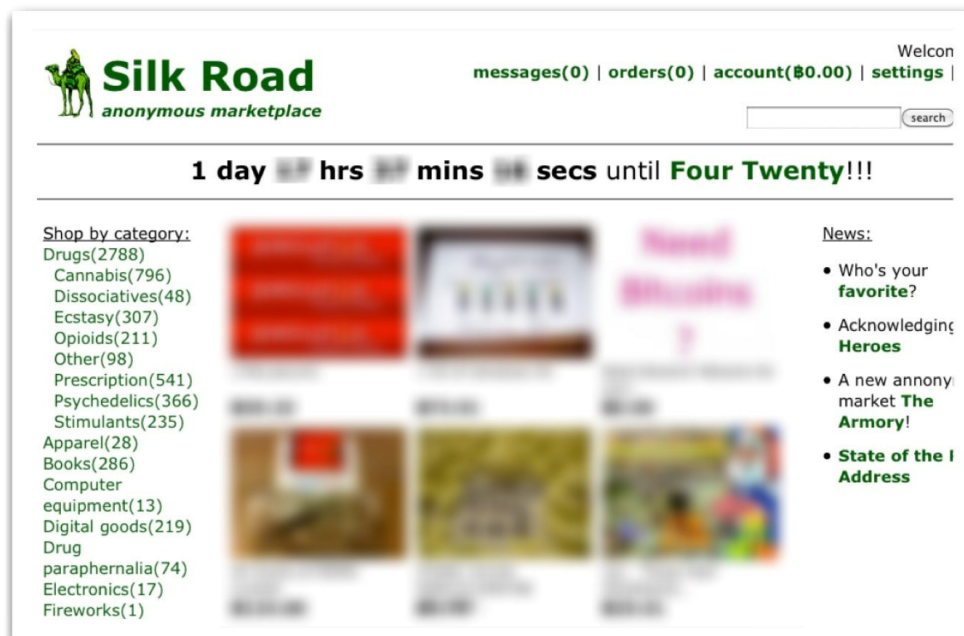 Welcom
Silk Road
messages(0) | orders(0) | account(฿0.00) | settings |
anonymous marketplace
search
1 day hrs mins secs until Four Twenty!!!
Shop by category:
Drugs(2788)
Cannabis(796)
Dissociatives(48)
Ecstasy(307)
Opioids(211)
Other(98)
Prescription(541)
Psychedelics(366)
Stimulants(235)
Apparel(28)
Books(286)
Computer
equipment(13)
Digital goods(219)
Drug
paraphernalia(74)
Electronics(17)
Fireworks(1)
Need
Bitcoins
?
News:
Who's your
favorite?
Acknowledging
Heroes
A new annony
market The
Armory!
State of the
Address